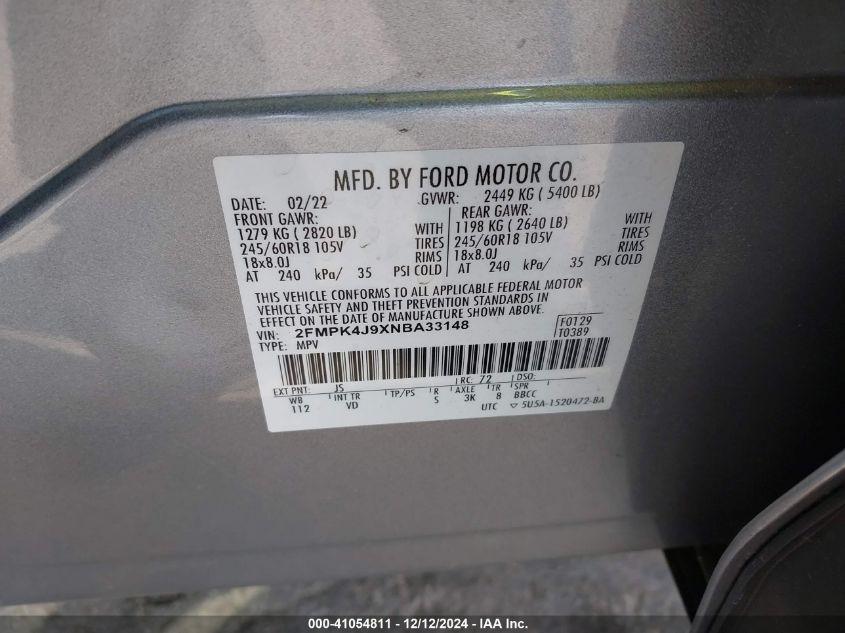 MFD. BY FORD MOTOR CO.
DATE: 02/22 GVWR: 2449 KG ( 5400 LB)
FRONT GAWR: REAR GAWR:
1279 KG ( 2820 LB) WITH 1198 KG ( 2640 LB) WITH
245/60R18 105V TIRES 245/60R18 105V TIRES
18x8.0J RIMS 18x8.0J RIMS
AT 240 kPa/ 35 PSI COLD AT 240 kPa/ 35 PSI COLD
THIS VEHICLE CONFORMS TO ALL APPLICABLE FEDERAL MOTOR
VEHICLE SAFETY AND THEFT PREVENTION STANDARDS IN
EFFECT ON THE DATE OF MANUFACTURE SHOWN ABOVE.
VIN: 2FMPK4J9XNBA33148 F0129
TYPE: MPV T0389
EXT PNT: JS RC: 72 DSO:
WB INT TR TP/PS R AXLE TR SPR
112 VD S 3K 8 BBCC
UTC ▽ 5U5A-1520472-BA
000-41054811 - 12/12/2024 - IAA Inc.